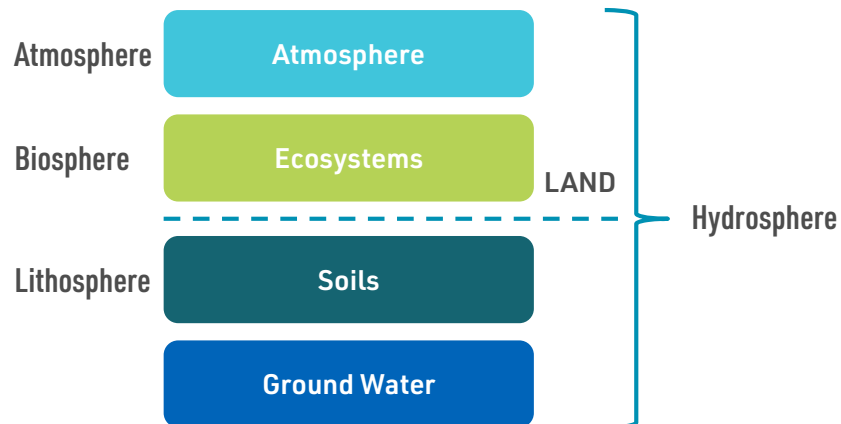 Atmosphere
Atmosphere
Biosphere
Ecosystems
LAND
Hydrosphere
Lithosphere
Soils
Ground Water